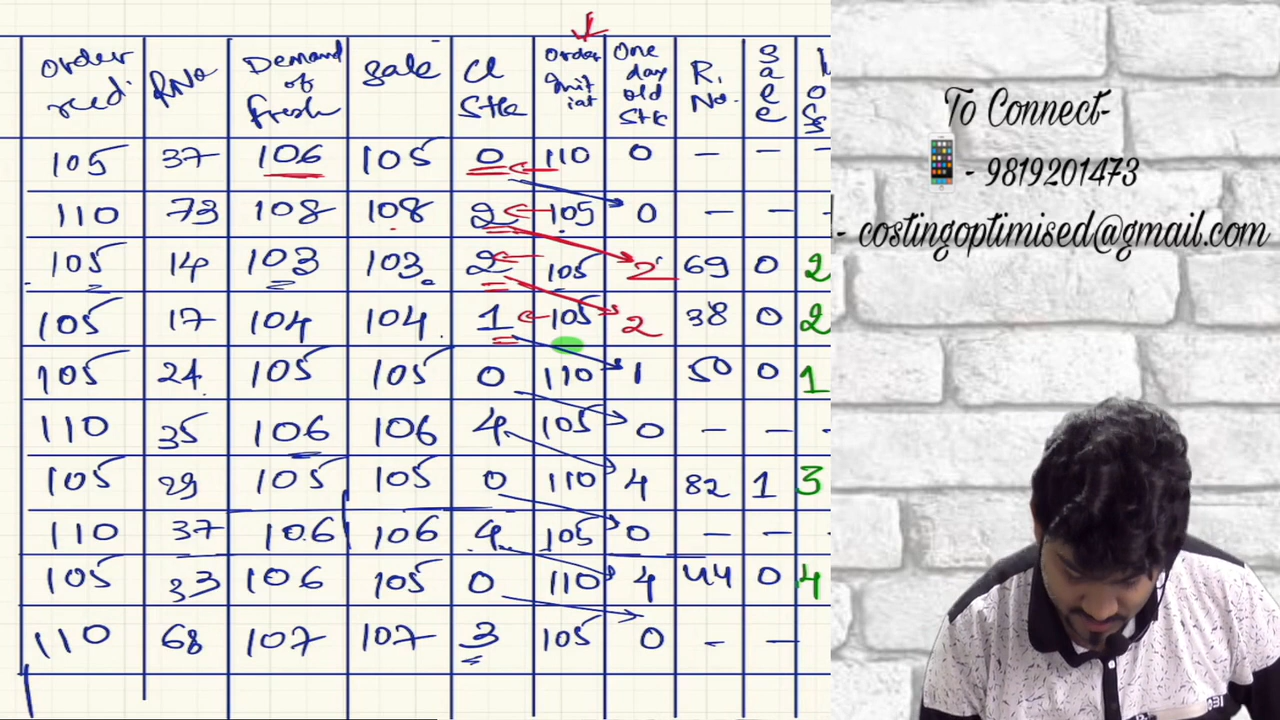 Order recd. RNo Demand of fresh Sale Cl Stk Order Init iat One day old Stk R. No. Sale
105 37 106 105 0 110 0 - - -
110 73 108 108 2 105 0 - - -
105 14 103 103 2 105 2 69 0 2
105 17 104 104 1 105 2 38 0 2
105 24 105 105 0 110 1 50 0 1
110 35 106 106 4 105 0 - - -
105 29 105 105 0 110 4 82 1 3
110 37 106 106 4 105 0 - - -
105 33 106 105 0 110 4 44 0 4
110 68 107 107 3 105 0 - -
To Connect-
- 9819201473
- costingoptimised@gmail.com